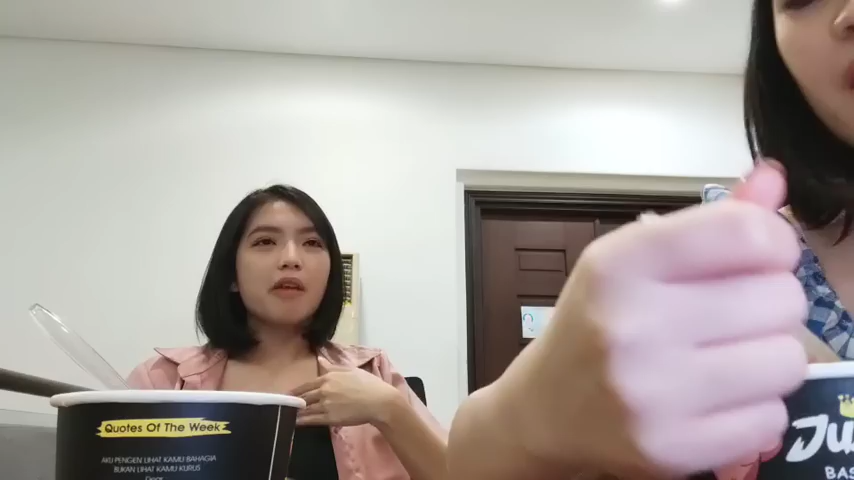 Quotes Of The Week
AKU PENGEN LIHAT KAMU BAHAGIA
BUKAN LIHAT KAMU KURUS